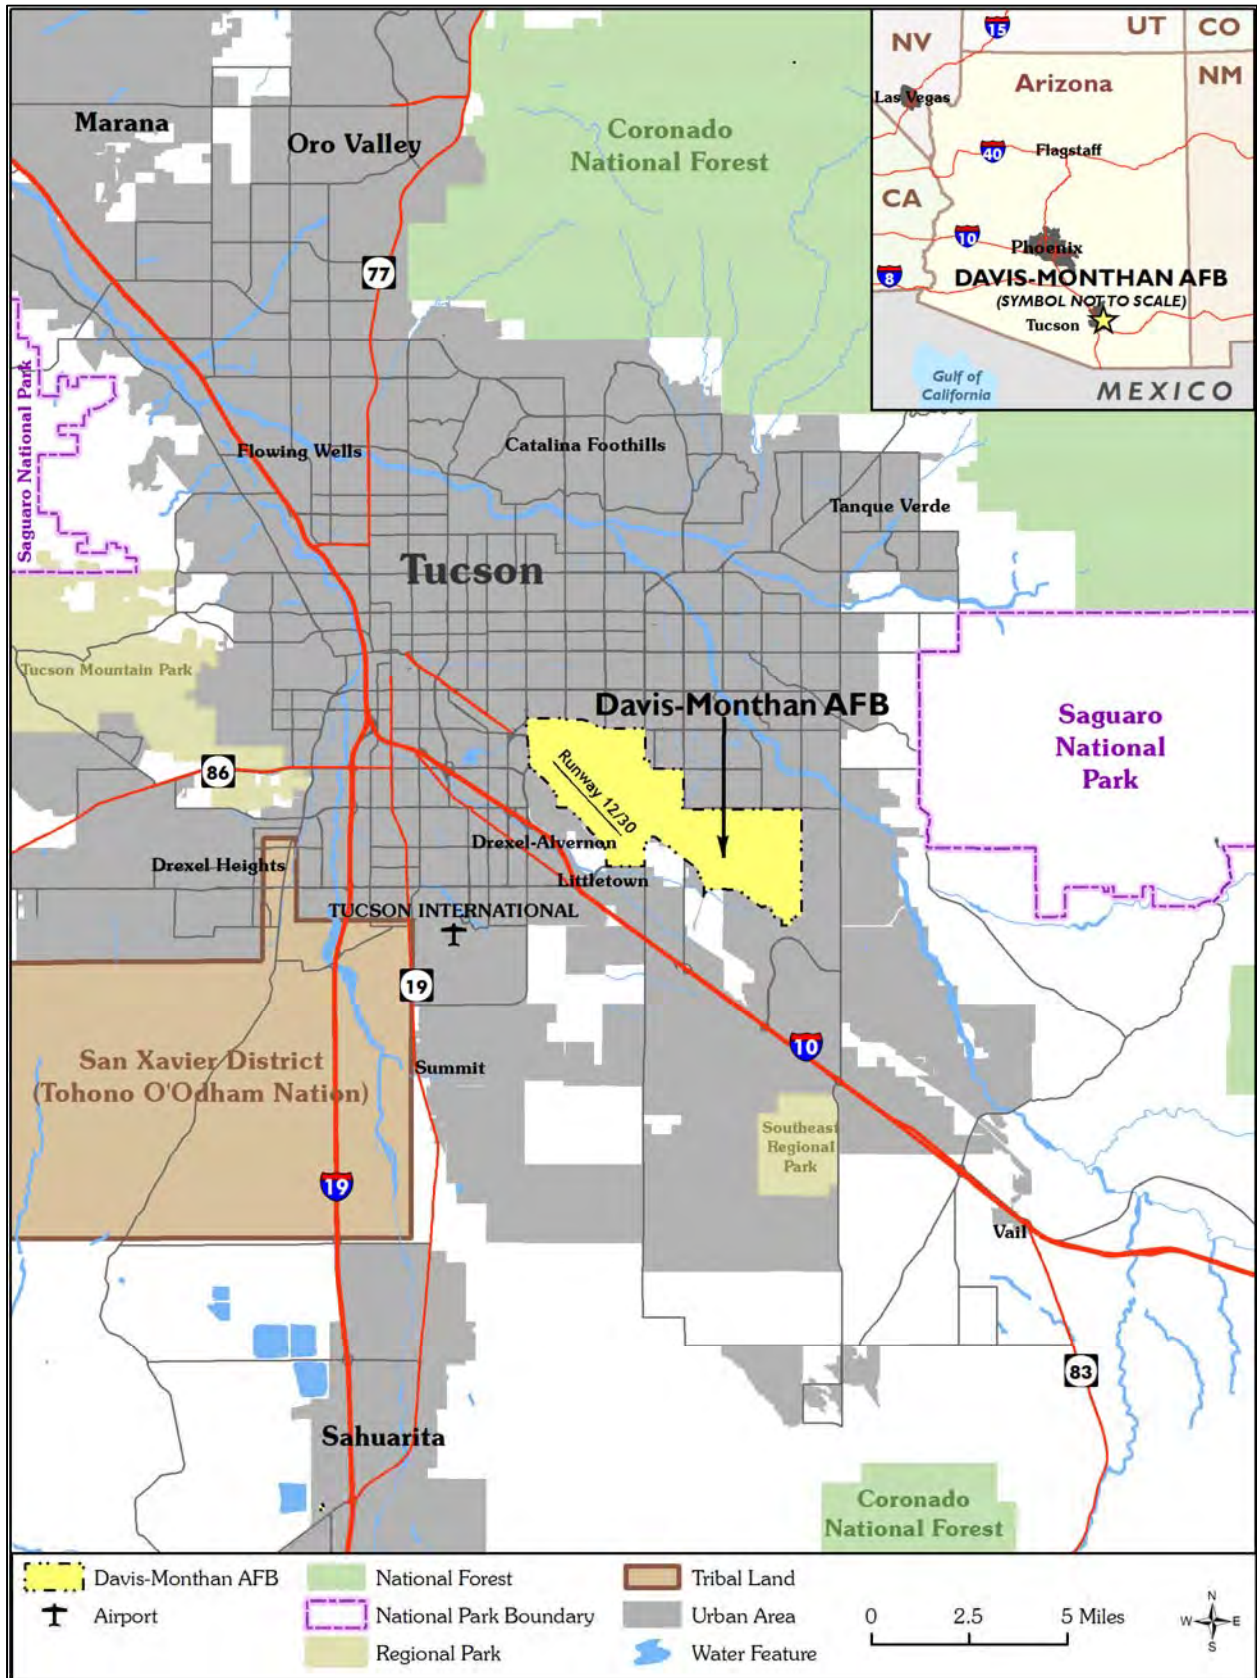 Marana
Oro Valley
Coronado
National Forest
77
Saguaro National Park
Flowing Wells
Catalina Foothills
Tanque Verde
Tucson
Tucson Mountain Park
Davis-Monthan AFB
Runway 12/30
Saguaro
National
Park
86
Drexel-Alvernon
Drexel Heights
Littletown
TUCSON INTERNATIONAL
19
San Xavier District
(Tohono O'Odham Nation)
Summit
10
Southeast
Regional
Park
19
Vail
83
Sahuarita
Coronado
National Forest
15
NV
UT
CO
NM
Las Vegas
Arizona
40
Flagstaff
CA
10
Phoenix
8
DAVIS-MONTHAN AFB
(SYMBOL NOT TO SCALE)
Tucson
Gulf of
California
MEXICO
Davis-Monthan AFB
Airport
National Forest
National Park Boundary
Regional Park
Tribal Land
Urban Area
Water Feature
0 2.5 5 Miles
N
W E
S